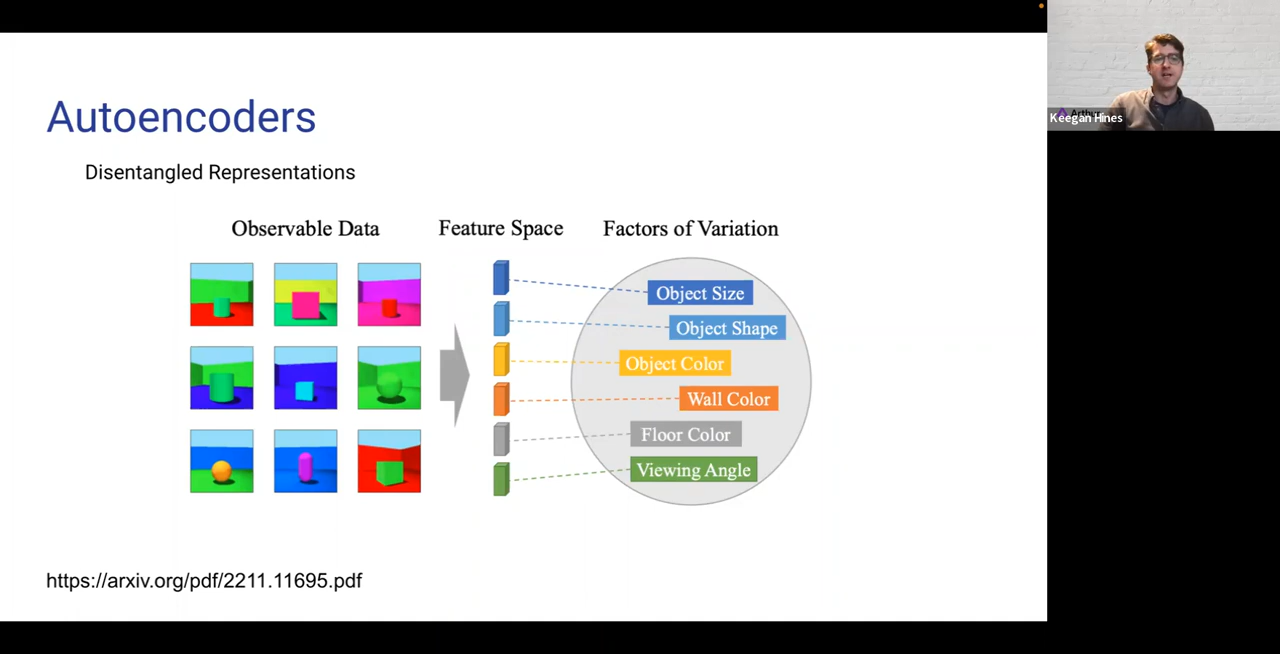 Autoencoders
Disentangled Representations
Observable Data
Feature Space
Factors of Variation
Object Size
Object Shape
Object Color
Wall Color
Floor Color
Viewing Angle
https://arxiv.org/pdf/2211.11695.pdf
Keegan Hines